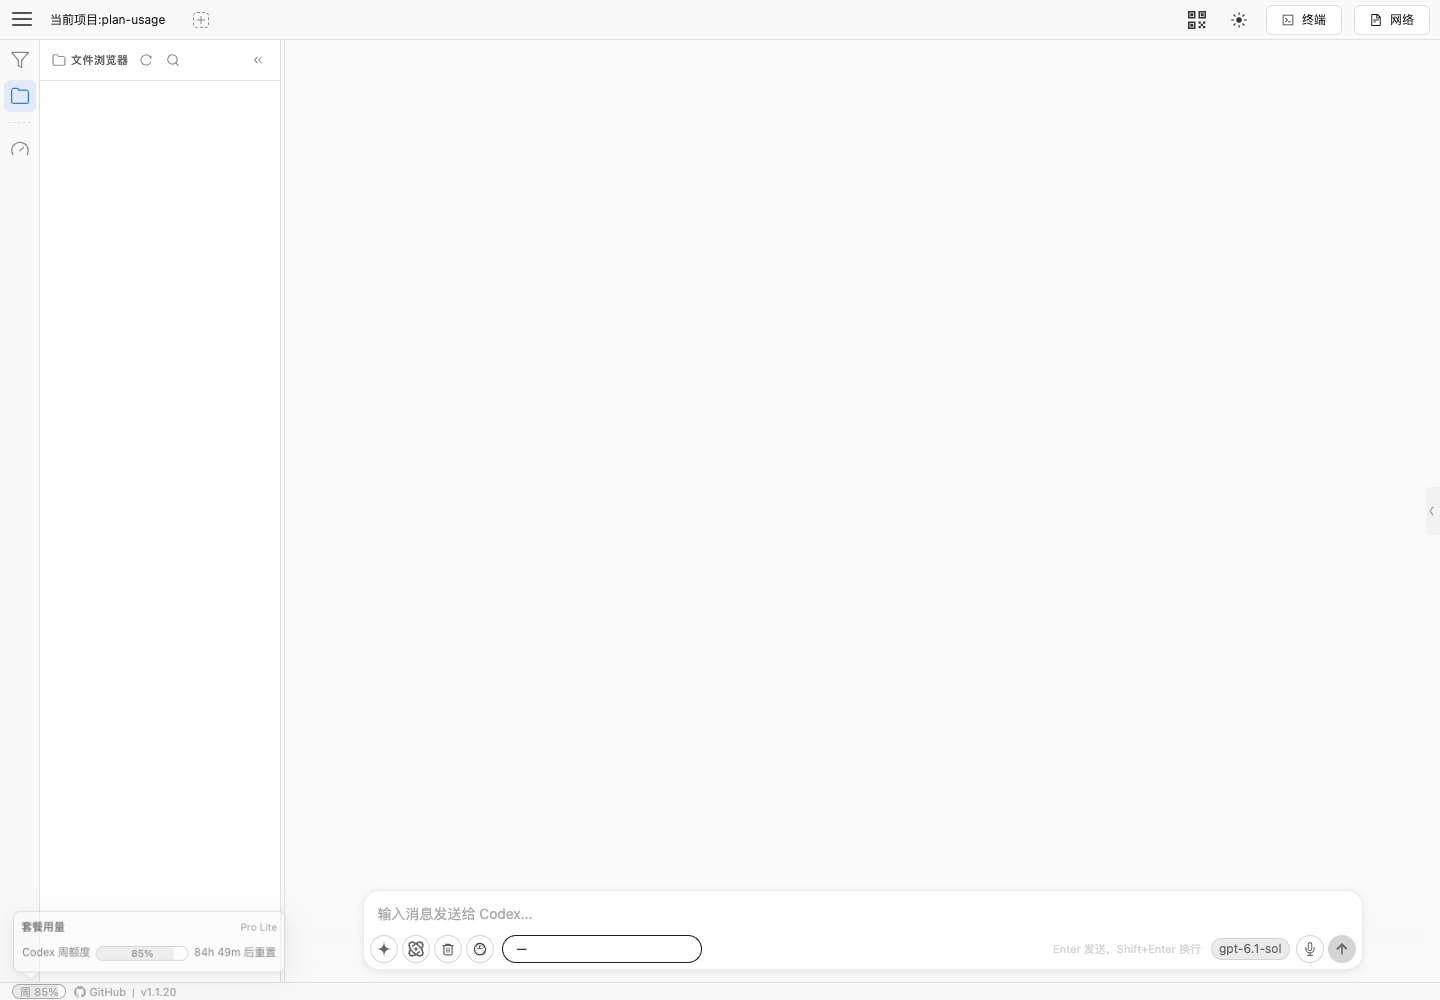 当前项目:plan-usage
终端
网络
文件浏览器
输入消息发送给 Codex...
Enter 发送，Shift+Enter 换行
gpt-6.1-sol
套餐用量
Pro Lite
Codex 周额度
85%
84h 49m 后重置
周 85%
GitHub | v1.1.20